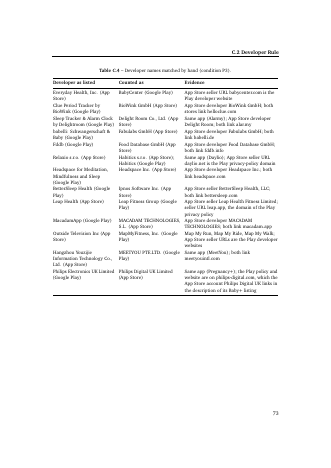 C.2 Developer Rule
Table C.4 – Developer names matched by hand (condition P3).
Developer as listed Counted as Evidence
Everyday Health, Inc. (App BabyCenter (Google Play) App Store seller URL babycenter.com is the
Store) Play developer website
Clue Period Tracker by BioWink GmbH (App Store) App Store developer BioWink GmbH; both
BioWink (Google Play) stores link helloclue.com
Sleep Tracker & Alarm Clock Delight Room Co., Ltd. (App Same app (Alarmy); App Store developer
by Delightroom (Google Play) Store) Delight Room; both link alar.my
babelli: Schwangerschaft & Fabulabs GmbH (App Store) App Store developer Fabulabs GmbH; both
Baby (Google Play) link babelli.de
Fddb (Google Play) Food Database GmbH (App App Store developer Food Database GmbH;
Store) both link fddb.info
Relaxio s.r.o. (App Store) Habitics s.r.o. (Google Play); Same app (Daylio); App Store seller URL
Habitics (Google Play) daylio.net is the Play privacy-policy domain
Headspace for Meditation, Headspace Inc. (App Store) App Store developer Headspace Inc.; both
Mindfulness and Sleep link headspace.com
(Google Play)
BetterSleep Health (Google Ipnos Software Inc. (App App Store seller BetterSleep Health, LLC,
Play) Store) both link bettersleep.com
Leap Health (App Store) Leap Fitness Group (Google App Store seller Leap Health Fitness Limited;
Play) seller URL leap.app, the domain of the Play
privacy policy
MacadamApp (Google Play) MACADAM TECHNOLOGIES, App Store developer MACADAM
S.L. (App Store) TECHNOLOGIES; both link macadam.app
Outside Television Inc (App MapMyFitness, Inc. (Google Map My Run, Map My Ride, Map My Walk;
Store) Play) App Store seller URLs are the Play developer
websites
Hangzhou Youzijie MEETYOU PTE.LTD. (Google Same app (MeetYou); both link
Information Technology Co., Play) meetyouintl.com
Ltd. (App Store)
Philips Electronics UK Limited Philips Digital UK Limited Same app (Pregnancy+); the Play policy and
(Google Play) (App Store) website are on philips-digital.com, which the
App Store account Philips Digital UK links in
the description of its Baby+ listing
73